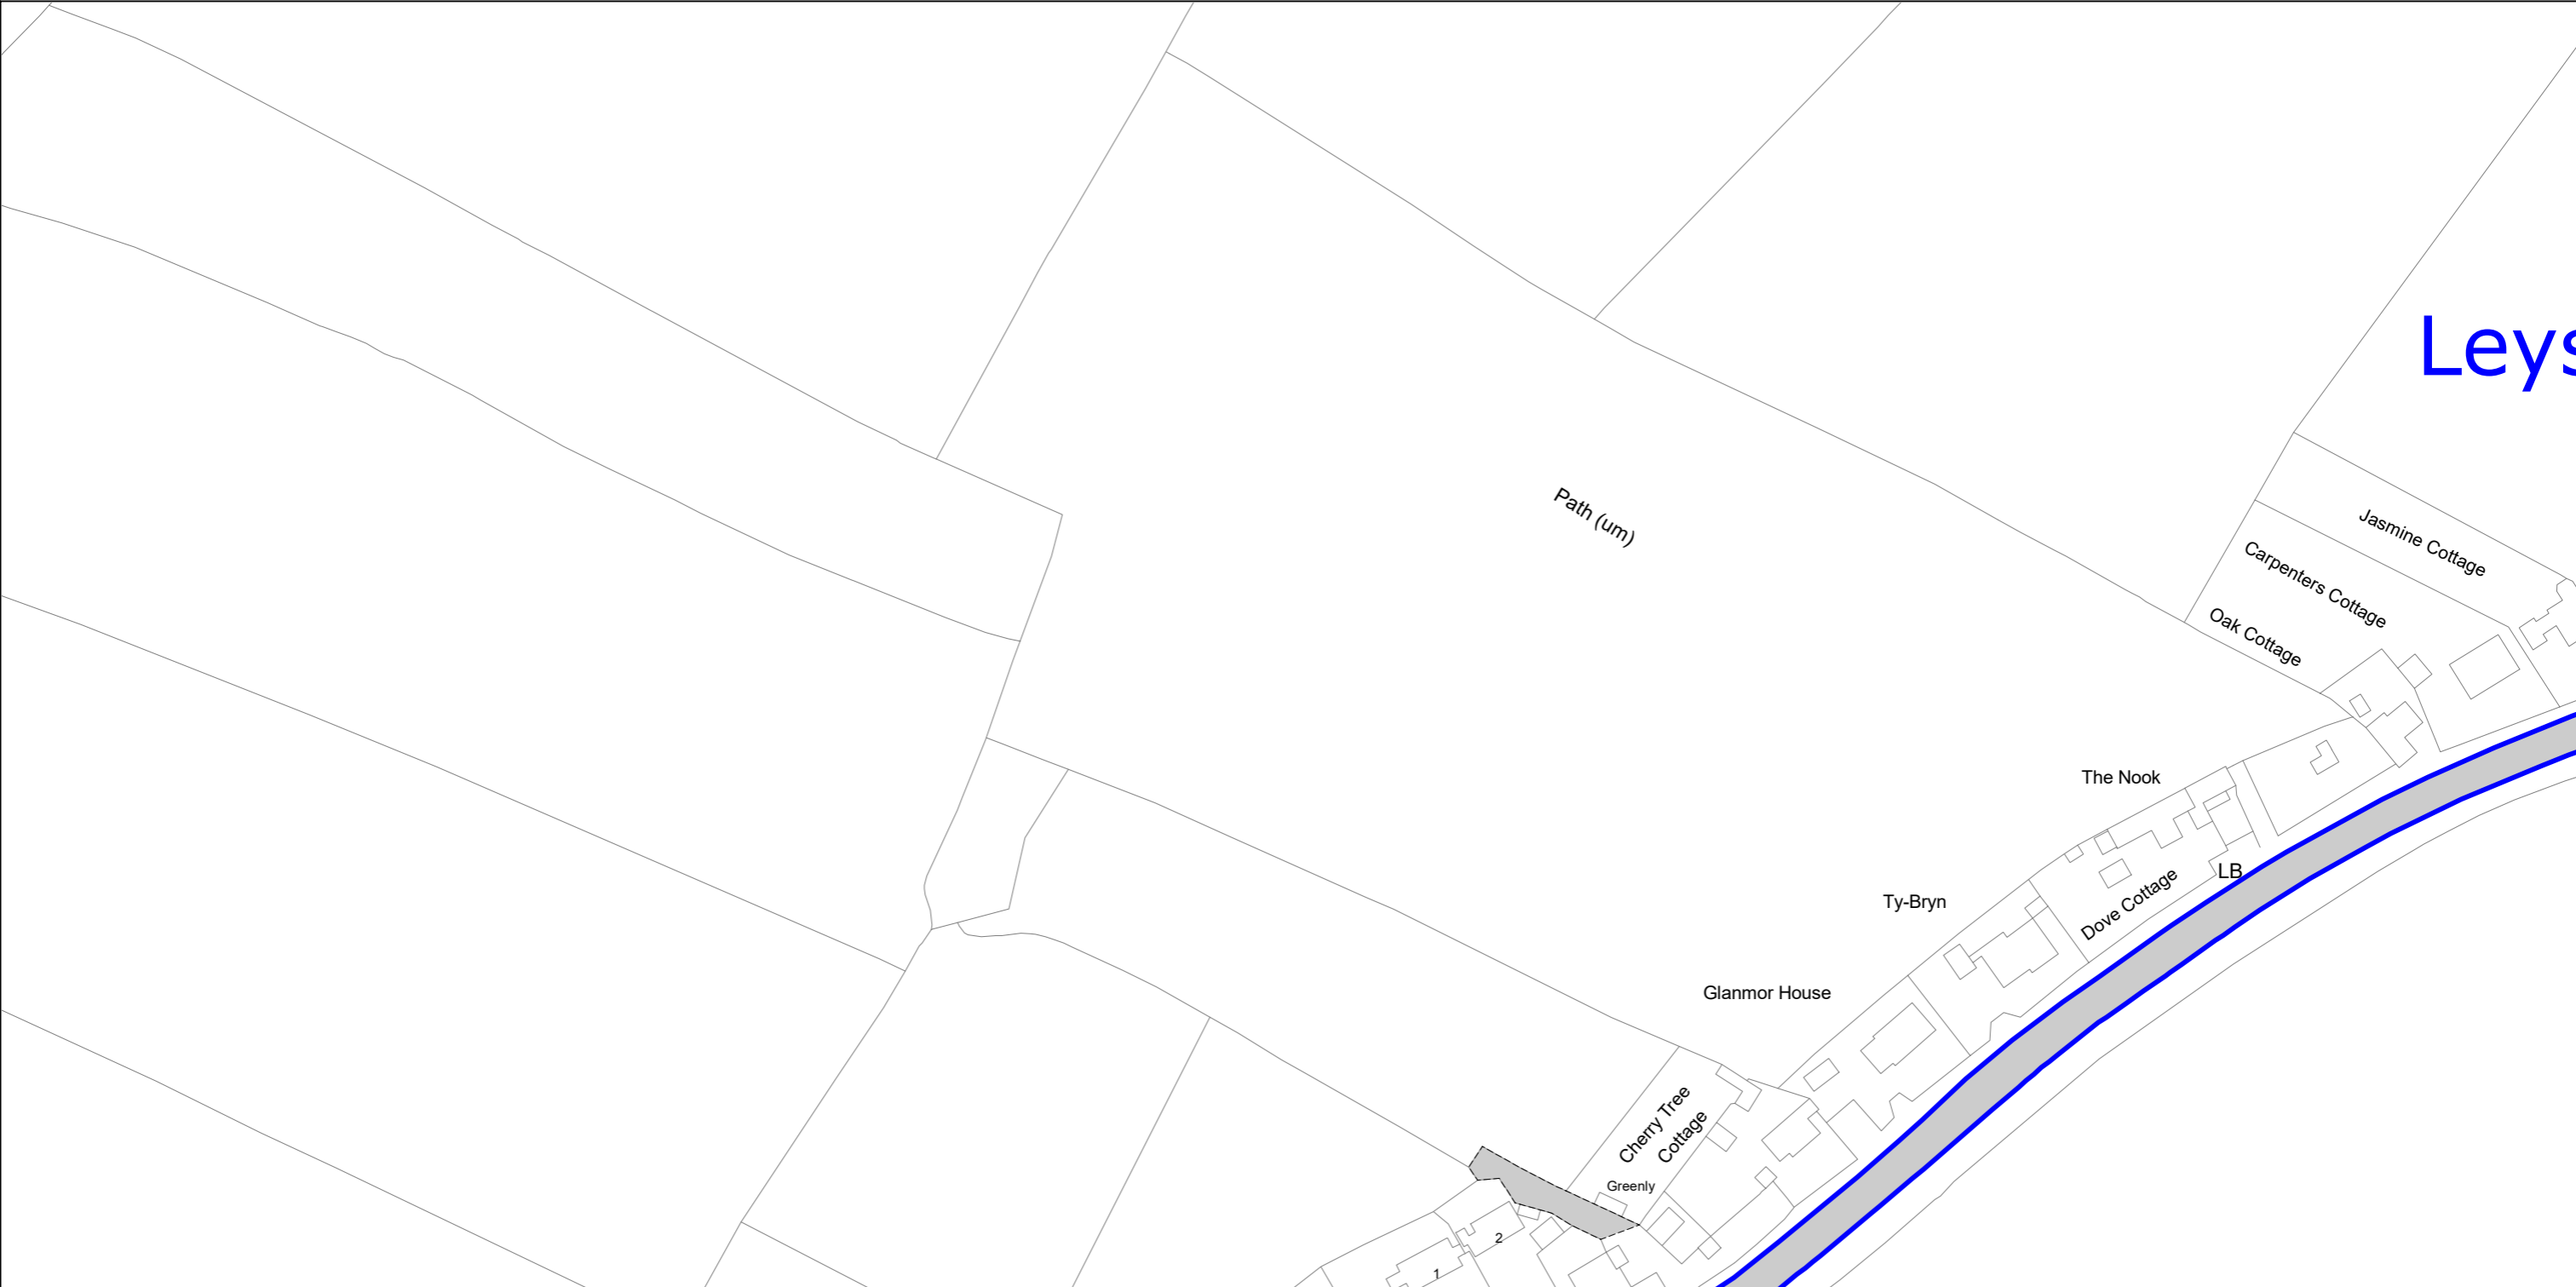 Leys
Path (um)
Jasmine Cottage
Carpenters Cottage
Oak Cottage
The Nook
LB
Dove Cottage
Ty-Bryn
Glanmor House
Cherry Tree
Cottage
Greenly
2
1